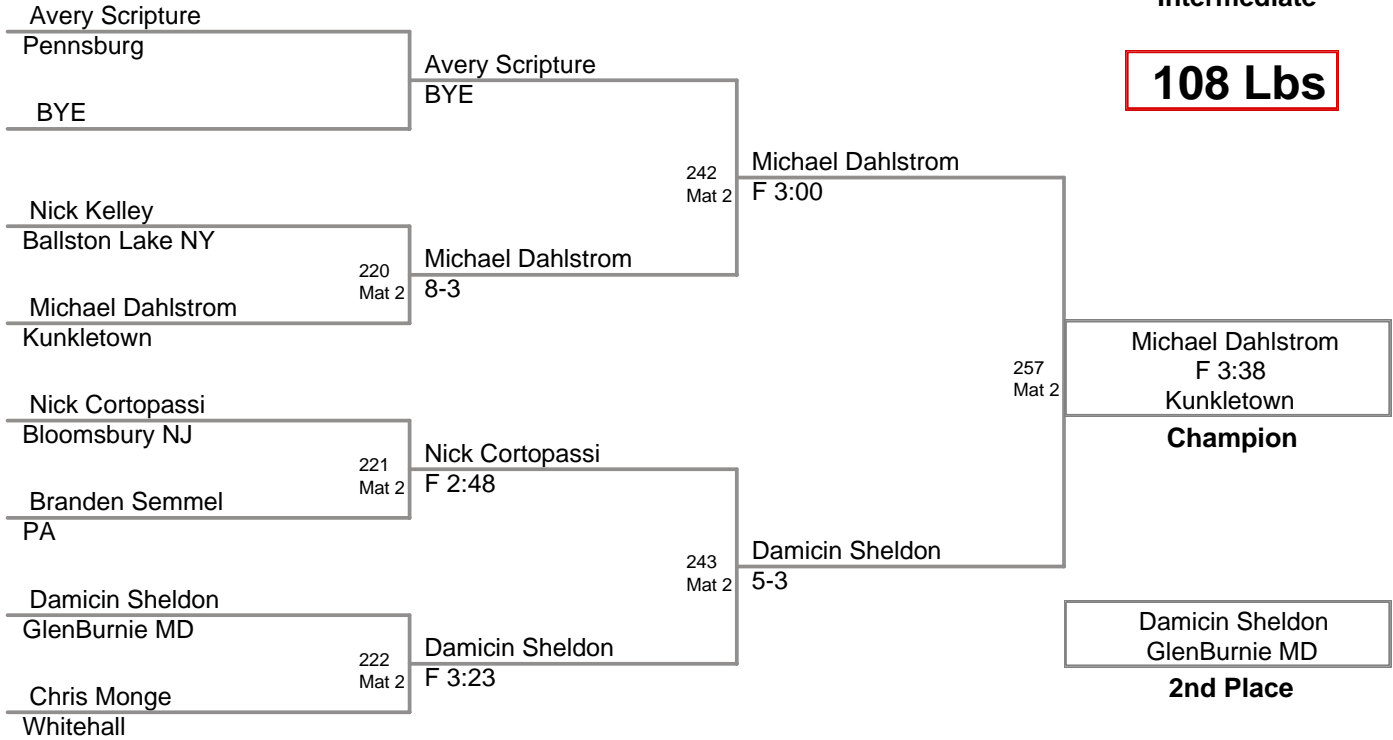 Intermediate
108 Lbs
Avery Scripture
Pennsburg
BYE
Nick Kelley
Ballston Lake NY
220
Mat 2
Michael Dahlstrom
Kunkletown
Nick Cortopassi
Bloomsbury NJ
221
Mat 2
Branden Semmel
PA
Damicin Sheldon
GlenBurnie MD
222
Mat 2
Chris Monge
Whitehall
Avery Scripture
BYE
242
Mat 2
Michael Dahlstrom
8-3
Nick Cortopassi
F 2:48
243
Mat 2
Damicin Sheldon
F 3:23
Michael Dahlstrom
F 3:00
257
Mat 2
Damicin Sheldon
5-3
Michael Dahlstrom
F 3:38
Kunkletown
Champion
Damicin Sheldon
GlenBurnie MD
2nd Place